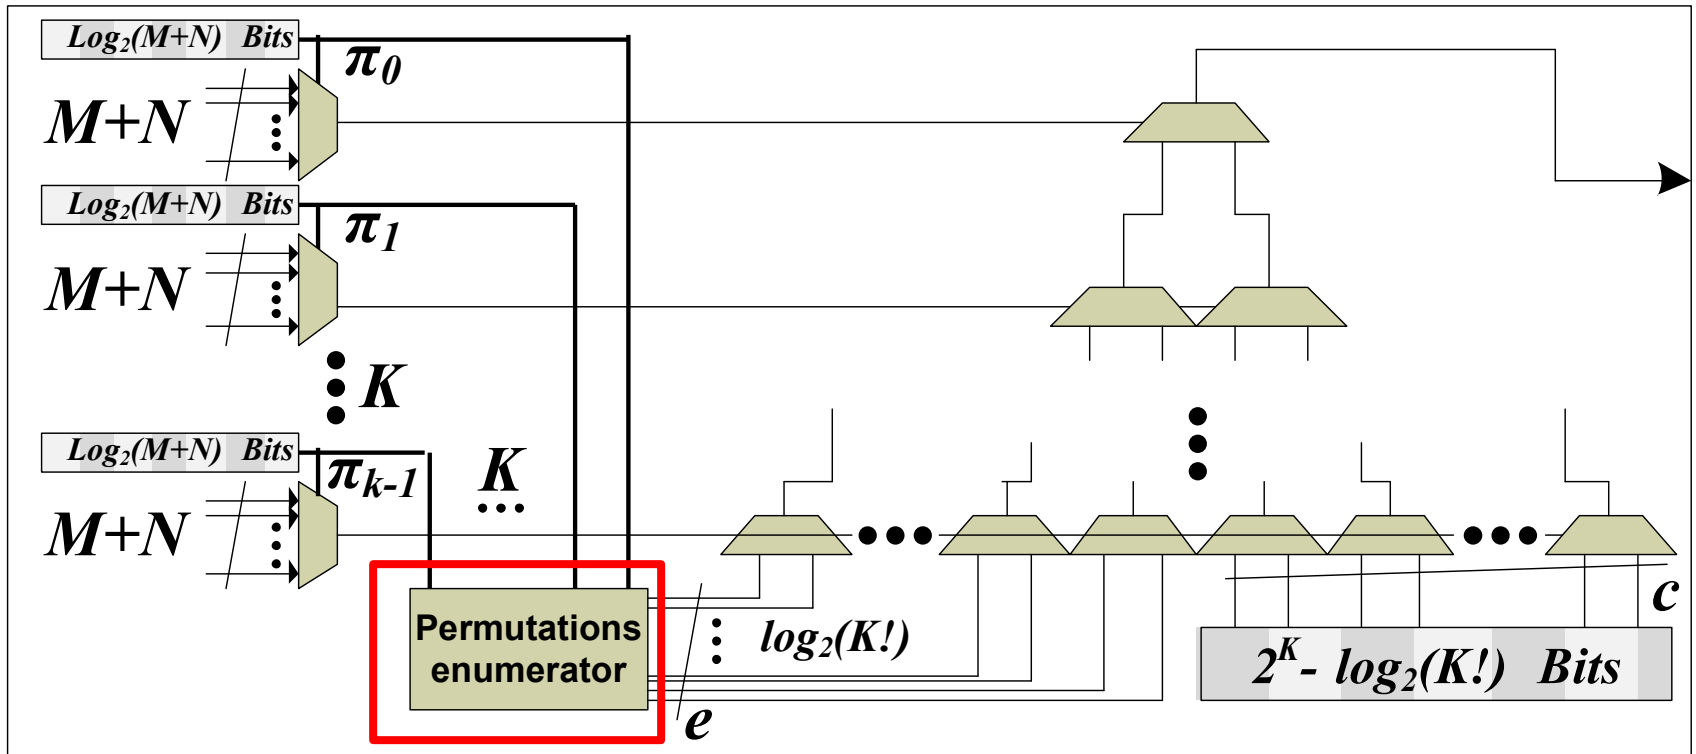 Log₂(M+N) Bits
π₀
M+N
Log₂(M+N) Bits
π₁
M+N
K
Log₂(M+N) Bits
πₖ₋₁
K
M+N
Permutations
enumerator
log₂(K!)
e
c
2ᴷ- log₂(K!) Bits